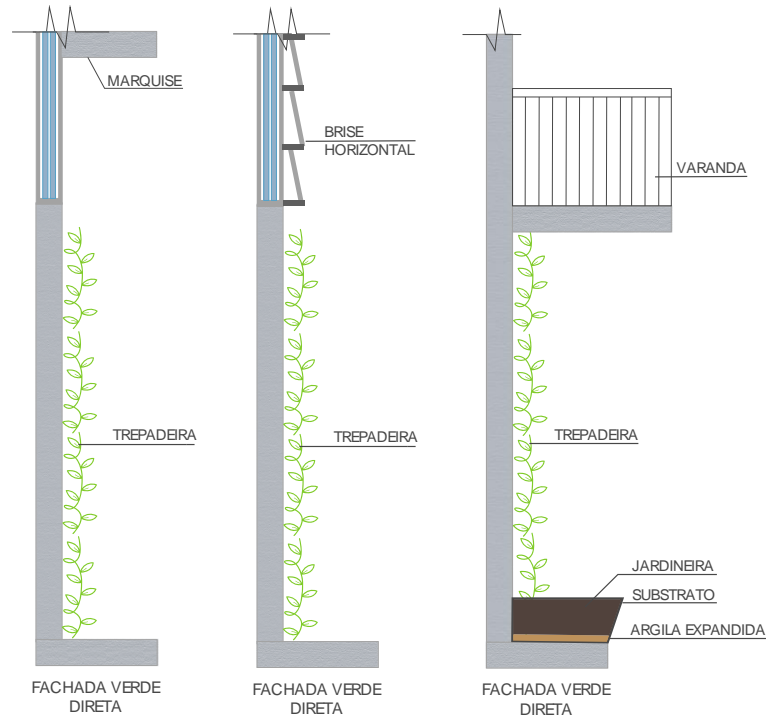 MARQUISE
TREPADEIRA
FACHADA VERDE
DIRETA
BRISE
HORIZONTAL
TREPADEIRA
FACHADA VERDE
DIRETA
VARANDA
TREPADEIRA
JARDINEIRA
SUBSTRATO
ARGILA EXPANDIDA
FACHADA VERDE
DIRETA